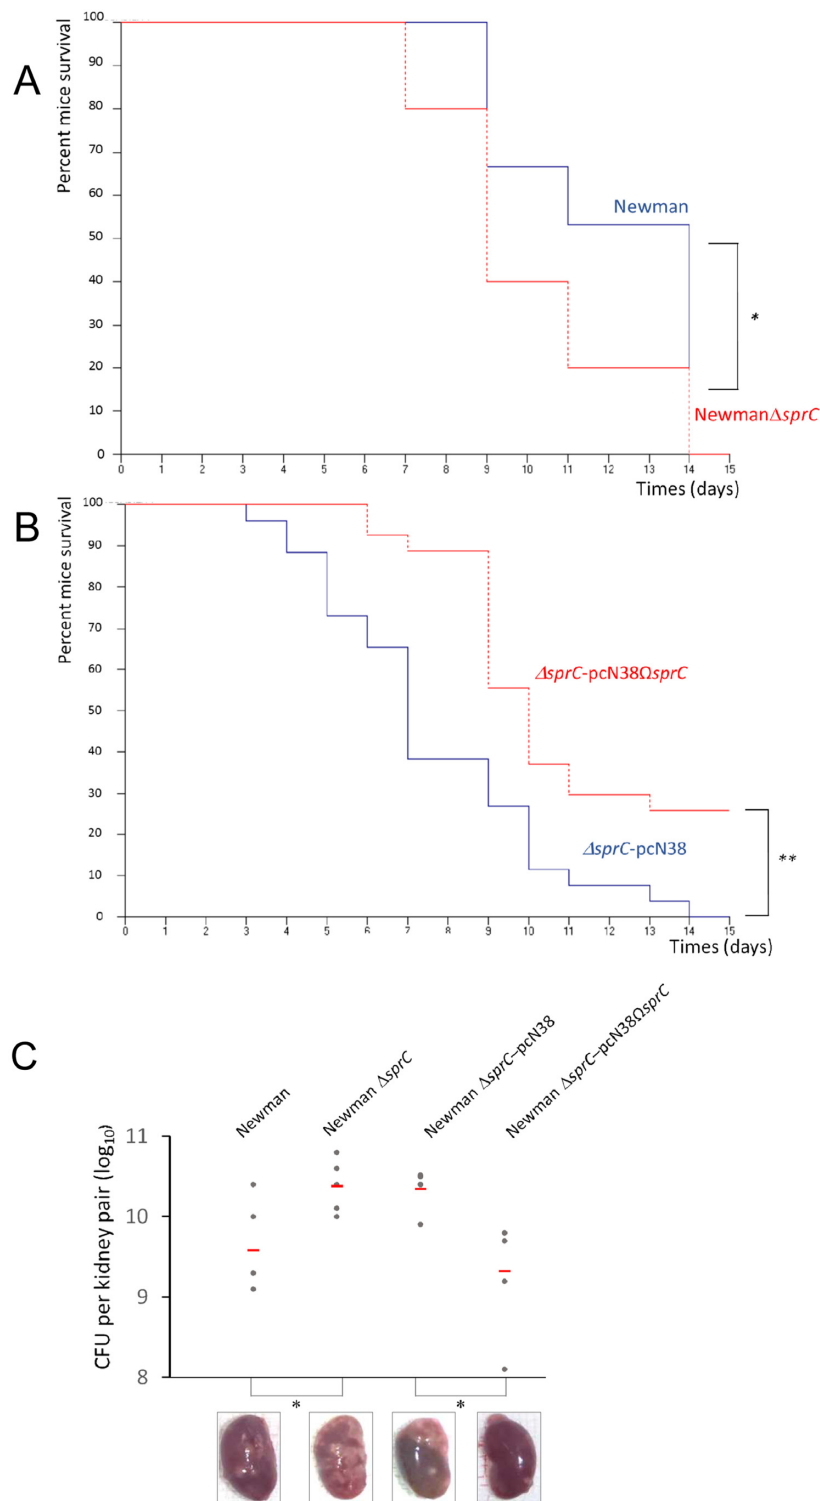 A
Percent mice survival
100
90
80
70
60
50
40
30
20
10
0
Newman
*
NewmanΔsprC
0 1 2 3 4 5 6 7 8 9 10 11 12 13 14 15
Times (days)
B
Percent mice survival
100
90
80
70
60
50
40
30
20
10
0
ΔsprC-pcN38ΩsprC
ΔsprC-pcN38
**
0 1 2 3 4 5 6 7 8 9 10 11 12 13 14 15
Times (days)
C
Newman
Newman ΔsprC
Newman ΔsprC–pcN38
Newman ΔsprC–pcN38ΩsprC
CFU per kidney pair (log10)
11
10
9
8
* *